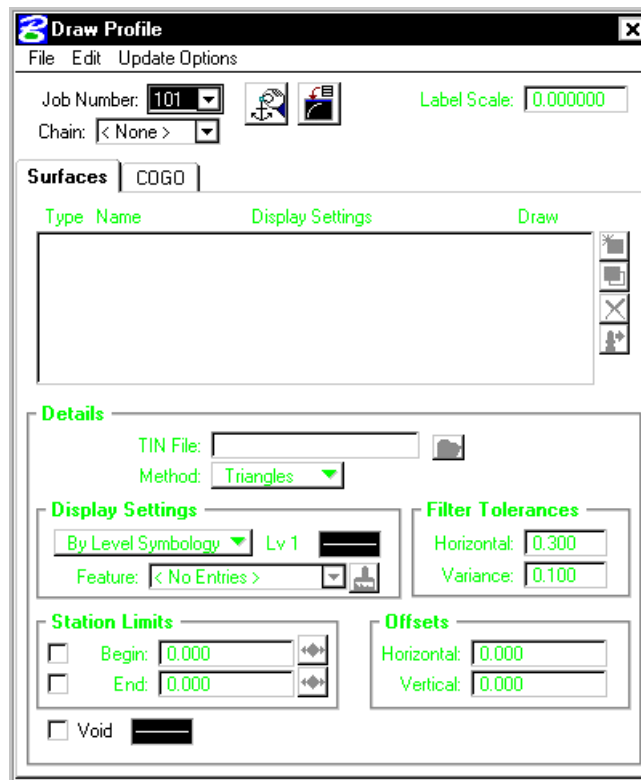 Draw Profile
File Edit Update Options
Job Number: 101
Label Scale: 0.000000
Chain: < None >
Surfaces COGO
Type Name Display Settings Draw
Details
TIN File:
Method: Triangles
Display Settings
By Level Symbology Lv 1
Feature: < No Entries >
Filter Tolerances
Horizontal: 0.300
Variance: 0.100
Station Limits
Begin: 0.000
End: 0.000
Offsets
Horizontal: 0.000
Vertical: 0.000
Void